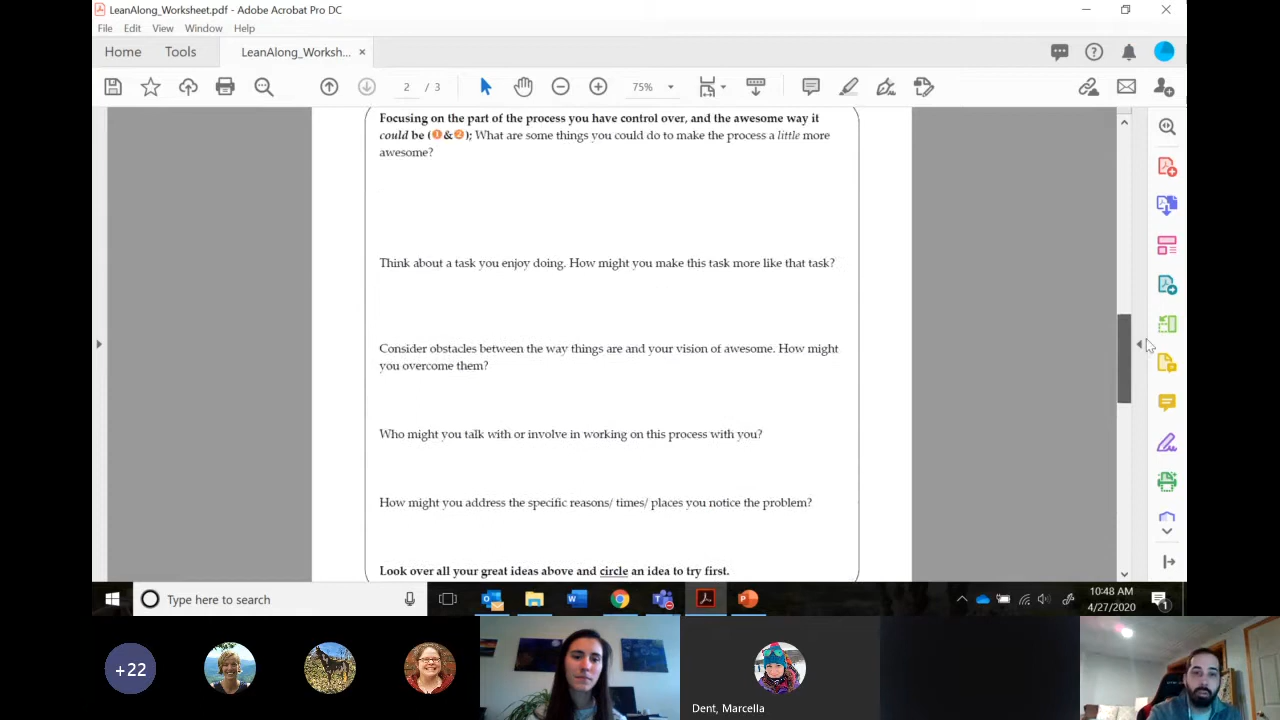 LeanAlong_Worksheet.pdf - Adobe Acrobat Pro DC
File Edit View Window Help
Home Tools LeanAlong_Worksh... ×
2 / 3 75%
Focusing on the part of the process you have control over, and the awesome way it
could be (1&2); What are some things you could do to make the process a little more
awesome?
Think about a task you enjoy doing. How might you make this task more like that task?
Consider obstacles between the way things are and your vision of awesome. How might
you overcome them?
Who might you talk with or involve in working on this process with you?
How might you address the specific reasons/ times/ places you notice the problem?
Look over all your great ideas above and circle an idea to try first.
Type here to search
10:48 AM
4/27/2020
1
+22
Dent, Marcella